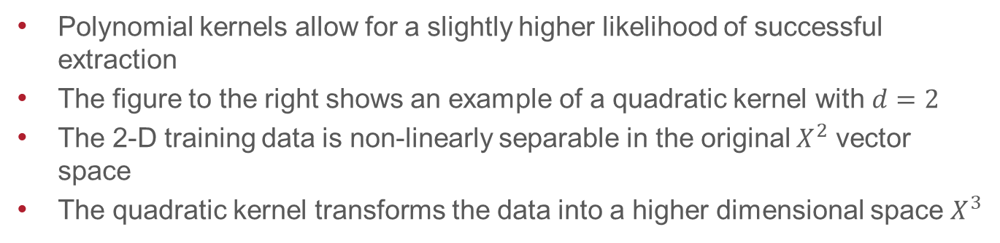 • Polynomial kernels allow for a slightly higher likelihood of successful
extraction
• The figure to the right shows an example of a quadratic kernel with 𝑑 = 2
• The 2-D training data is non-linearly separable in the original 𝑋² vector
space
• The quadratic kernel transforms the data into a higher dimensional space 𝑋³